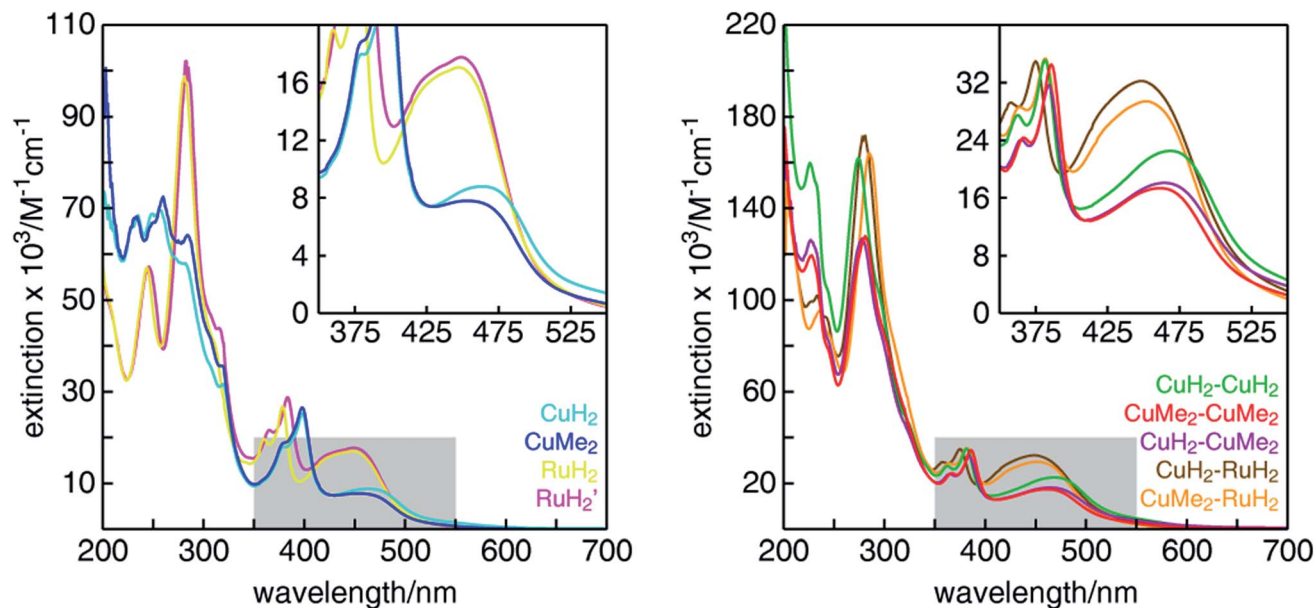 110
90
70
50
30
10
extinction x 10³/M⁻¹cm⁻¹
200 300 400 500 600 700
wavelength/nm
16
12
8
4
0
375 425 475 525
CuH₂
CuMe₂
RuH₂
RuH₂'
220
180
140
100
60
20
extinction x 10³/M⁻¹cm⁻¹
200 300 400 500 600 700
wavelength/nm
32
24
16
8
0
375 425 475 525
CuH₂-CuH₂
CuMe₂-CuMe₂
CuH₂-CuMe₂
CuH₂-RuH₂
CuMe₂-RuH₂